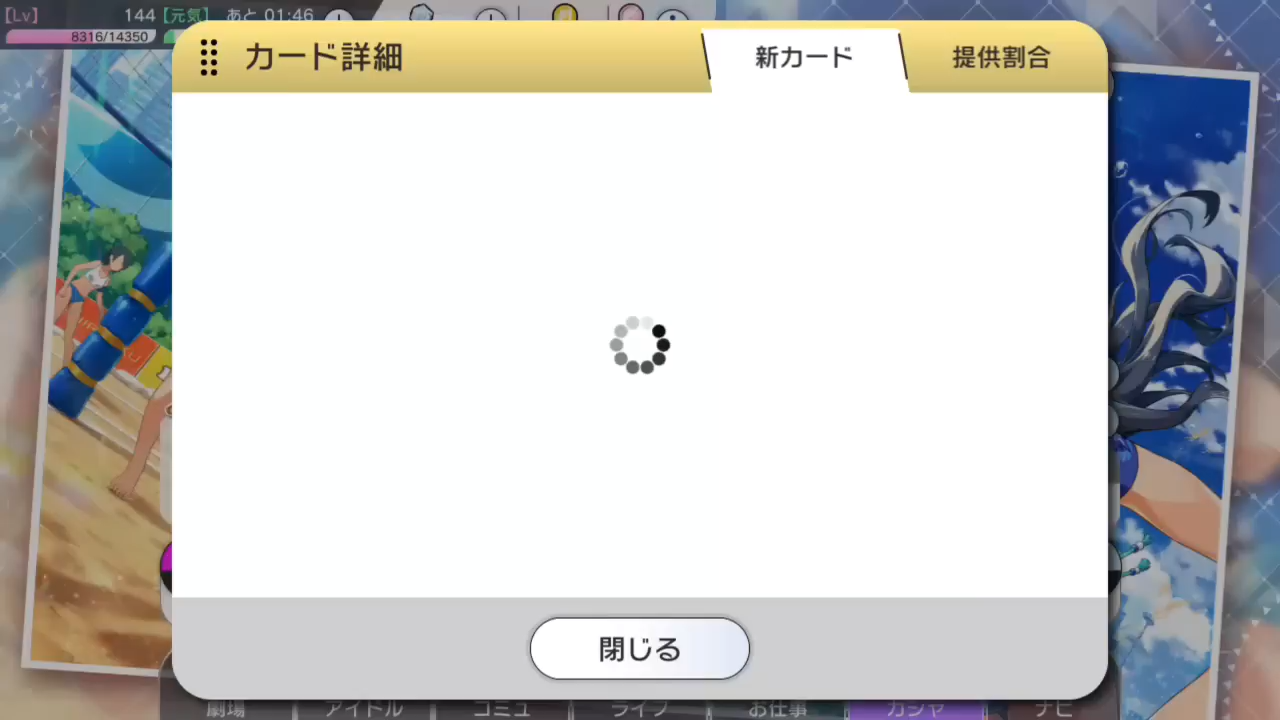 [Lv] 144 [元気] あと 01:46
8316/14350
カード詳細
新カード
提供割合
閉じる
劇場
アイドル
コミュ
ライブ
お仕事
ガシャ
ナビ